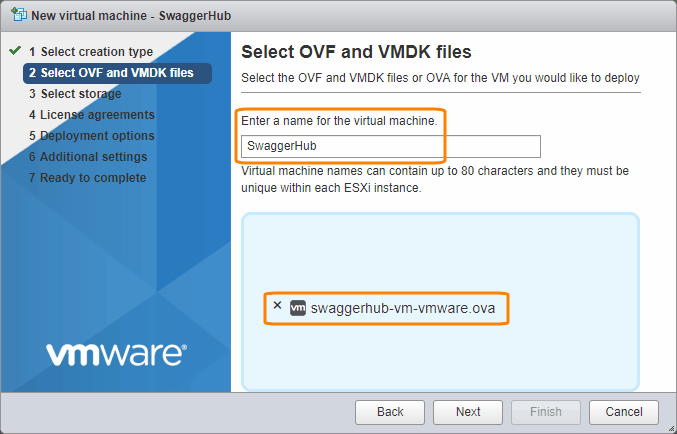 New virtual machine - SwaggerHub
1 Select creation type
2 Select OVF and VMDK files
3 Select storage
4 License agreements
5 Deployment options
6 Additional settings
7 Ready to complete
vmware®
Select OVF and VMDK files
Select the OVF and VMDK files or OVA for the VM you would like to deploy
Enter a name for the virtual machine.
SwaggerHub
Virtual machine names can contain up to 80 characters and they must be
unique within each ESXi instance.
vm swaggerhub-vm-vmware.ova
Back Next Finish Cancel